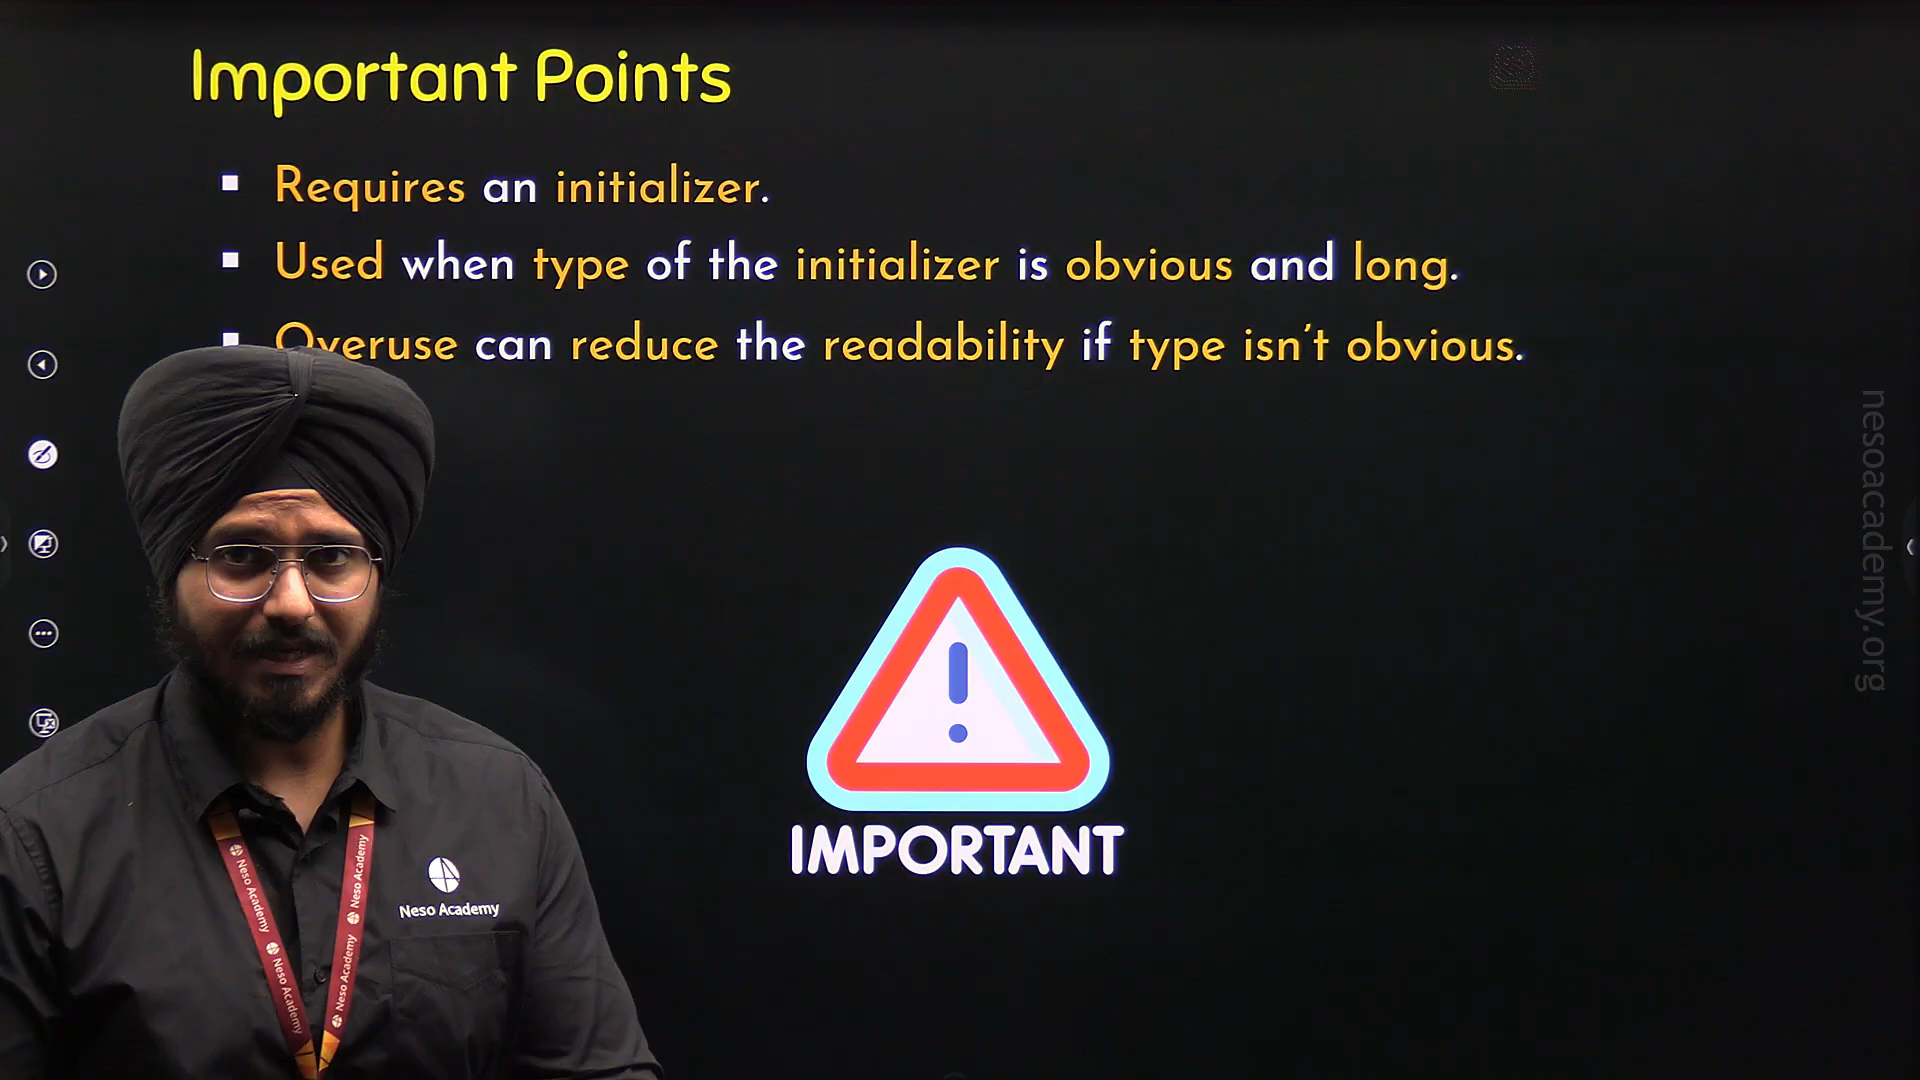 Important Points
Requires an initializer.
Used when type of the initializer is obvious and long.
Overuse can reduce the readability if type isn't obvious.
IMPORTANT
nesoacademy.org
Neso Academy
Neso Academy
Neso Academy
Neso Academy
Neso Academy